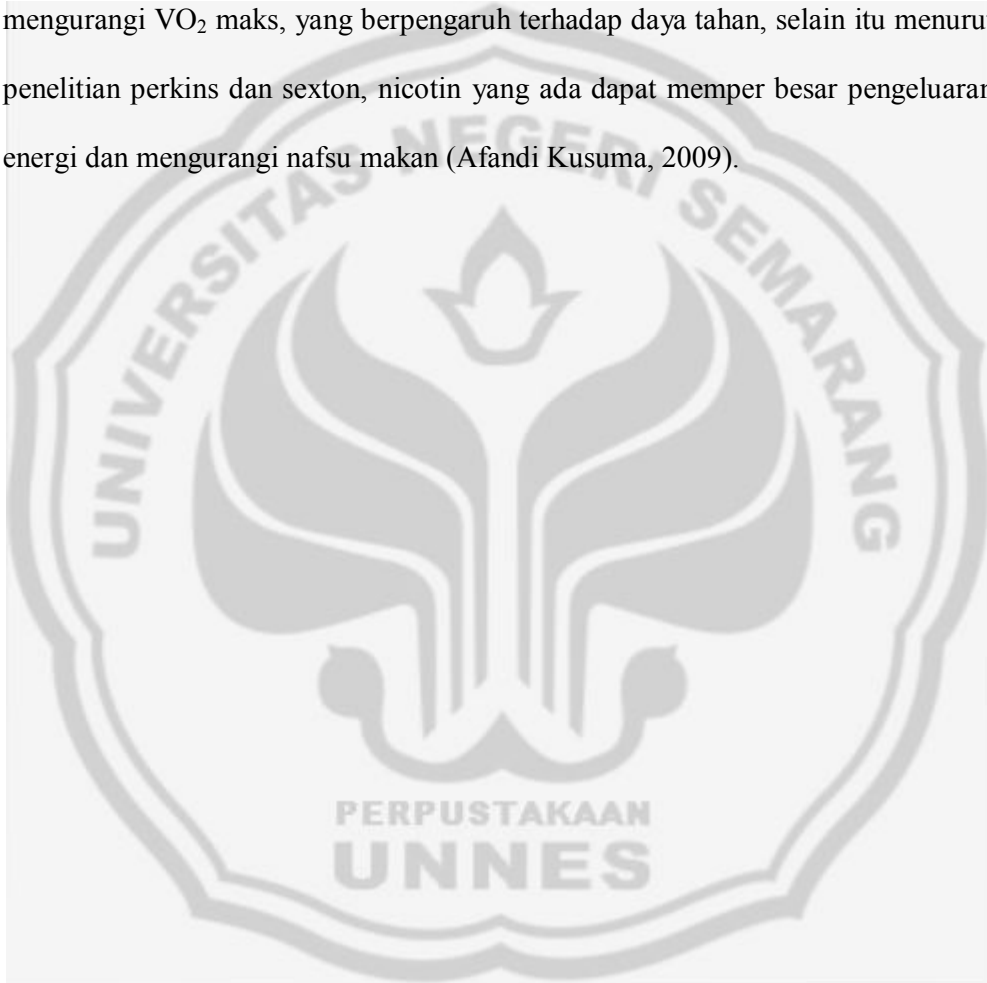 mengurangi VO₂ maks, yang berpengaruh terhadap daya tahan, selain itu menuru
penelitian perkins dan sexton, nicotin yang ada dapat memper besar pengeluaran
energi dan mengurangi nafsu makan (Afandi Kusuma, 2009).
UNIVERSITAS NEGERI SEMARANG
PERPUSTAKAAN
UNNES